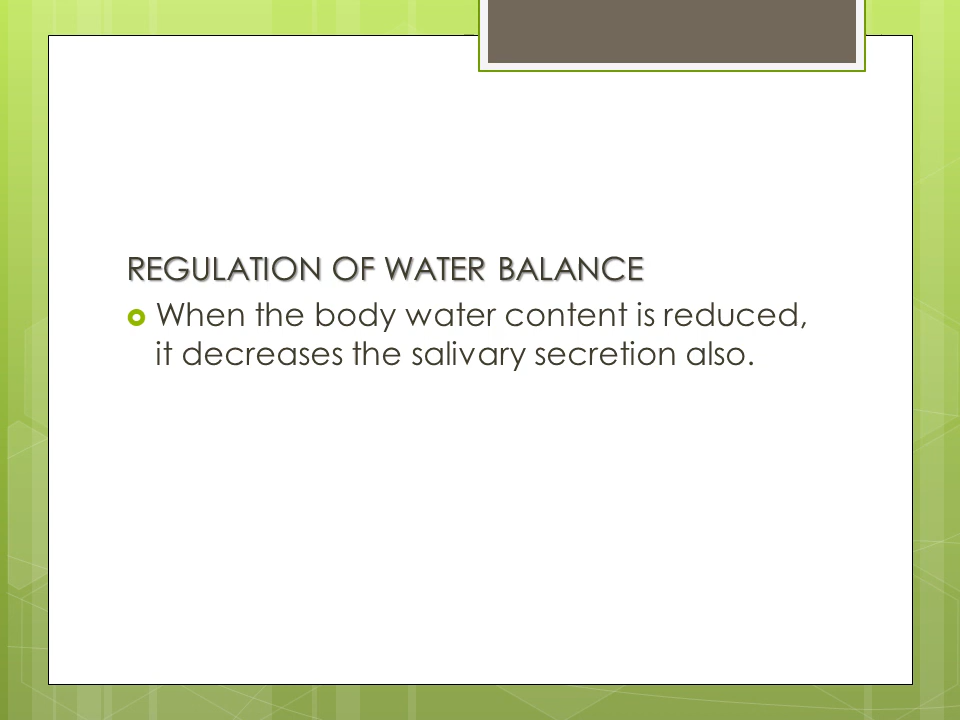 REGULATION OF WATER BALANCE
When the body water content is reduced,
it decreases the salivary secretion also.